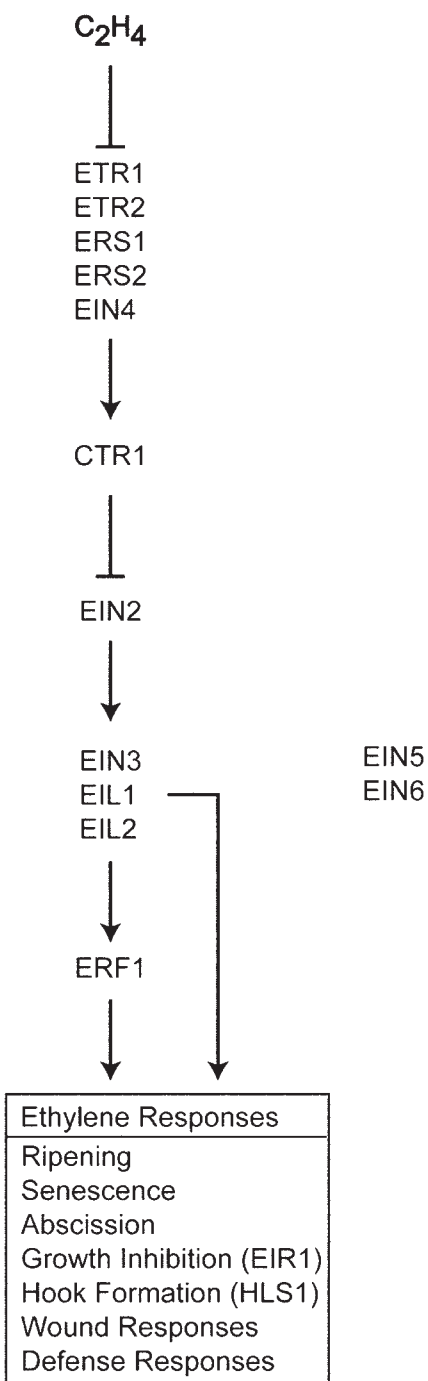 C2H4
ETR1
ETR2
ERS1
ERS2
EIN4
CTR1
EIN2
EIN3
EIL1
EIL2
EIN5
EIN6
ERF1
Ethylene Responses
Ripening
Senescence
Abscission
Growth Inhibition (EIR1)
Hook Formation (HLS1)
Wound Responses
Defense Responses